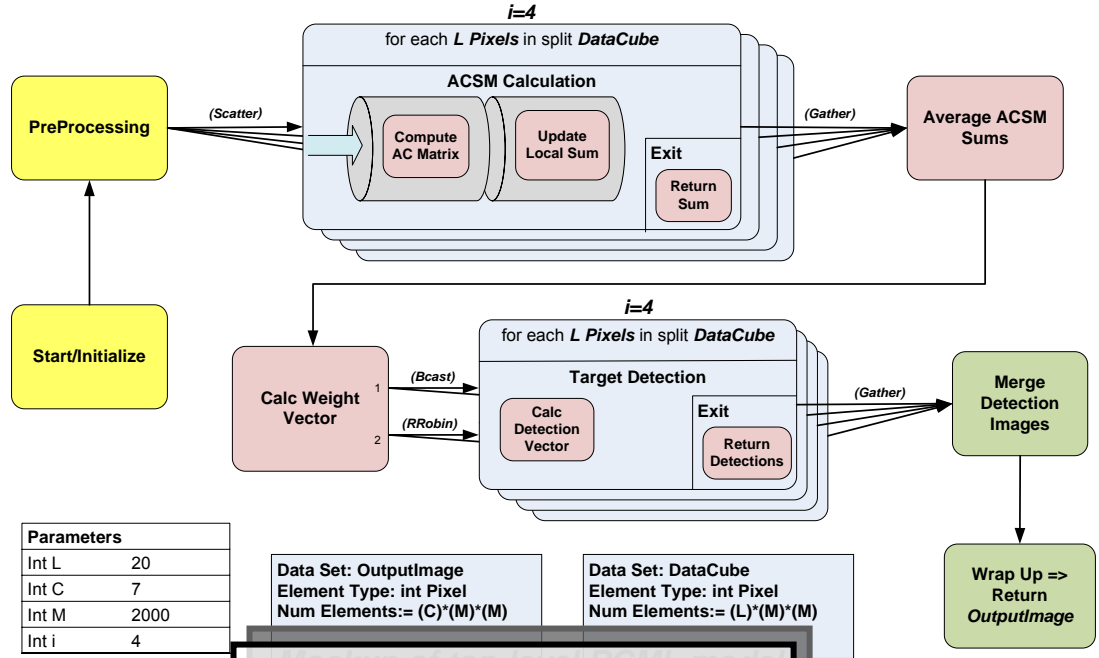 i=4
for each L Pixels in split DataCube
ACSM Calculation
PreProcessing
(Scatter)
Compute
AC Matrix
Update
Local Sum
Exit
Return
Sum
(Gather)
Average ACSM
Sums
Start/Initialize
i=4
for each L Pixels in split DataCube
Target Detection
Calc Weight
Vector
1
2
(Bcast)
(RRobin)
Calc
Detection
Vector
Exit
Return
Detections
(Gather)
Merge
Detection
Images
Wrap Up =>
Return
OutputImage
Parameters
Int L 20
Int C 7
Int M 2000
Int i 4
Data Set: OutputImage
Element Type: int Pixel
Num Elements:= (C)*(M)*(M)
Data Set: DataCube
Element Type: int Pixel
Num Elements:= (L)*(M)*(M)